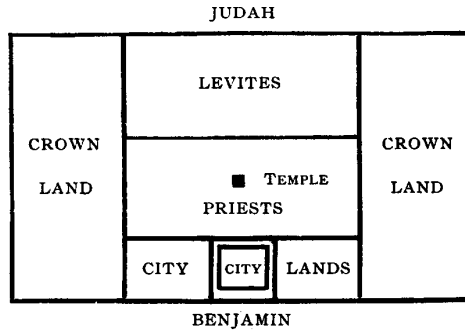 JUDAH
LEVITES
CROWN
LAND
CROWN
LAND
TEMPLE
PRIESTS
CITY
CITY
LANDS
BENJAMIN